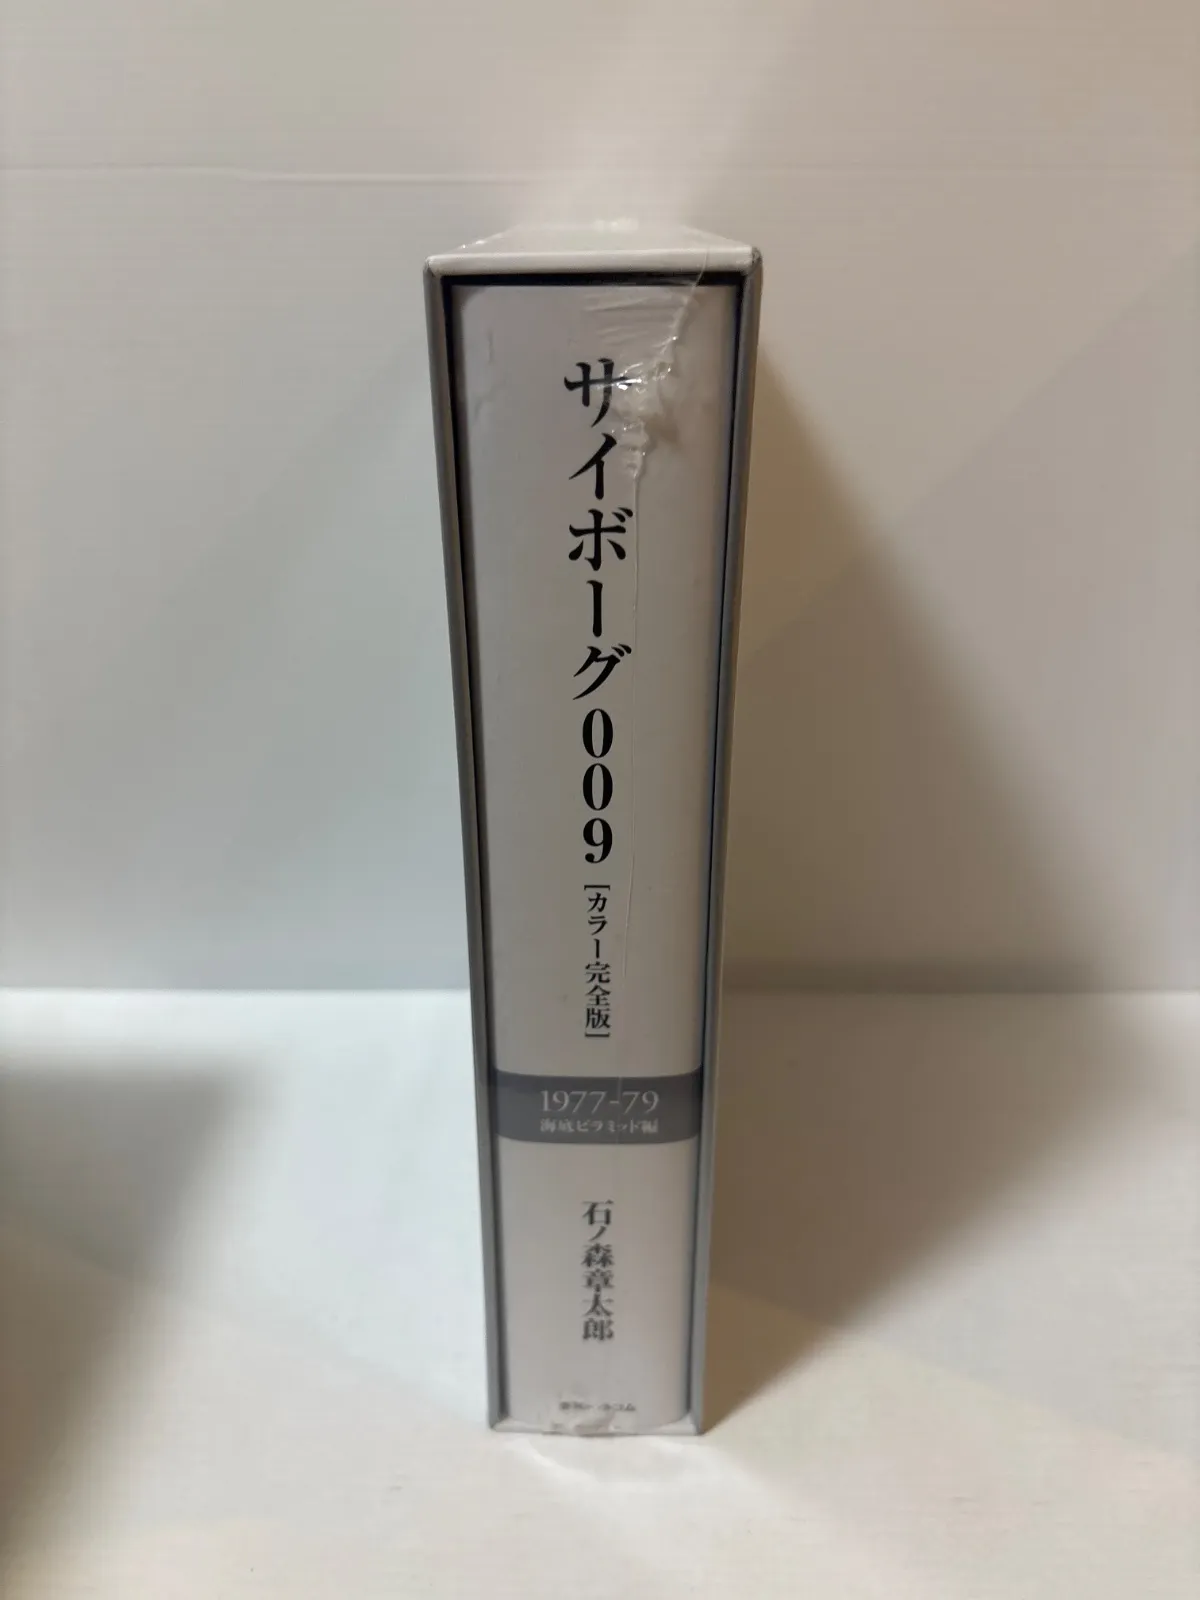 サイボーグ009
[カラー完全版]
1977-79
海底ピラミッド編
石ノ森章太郎